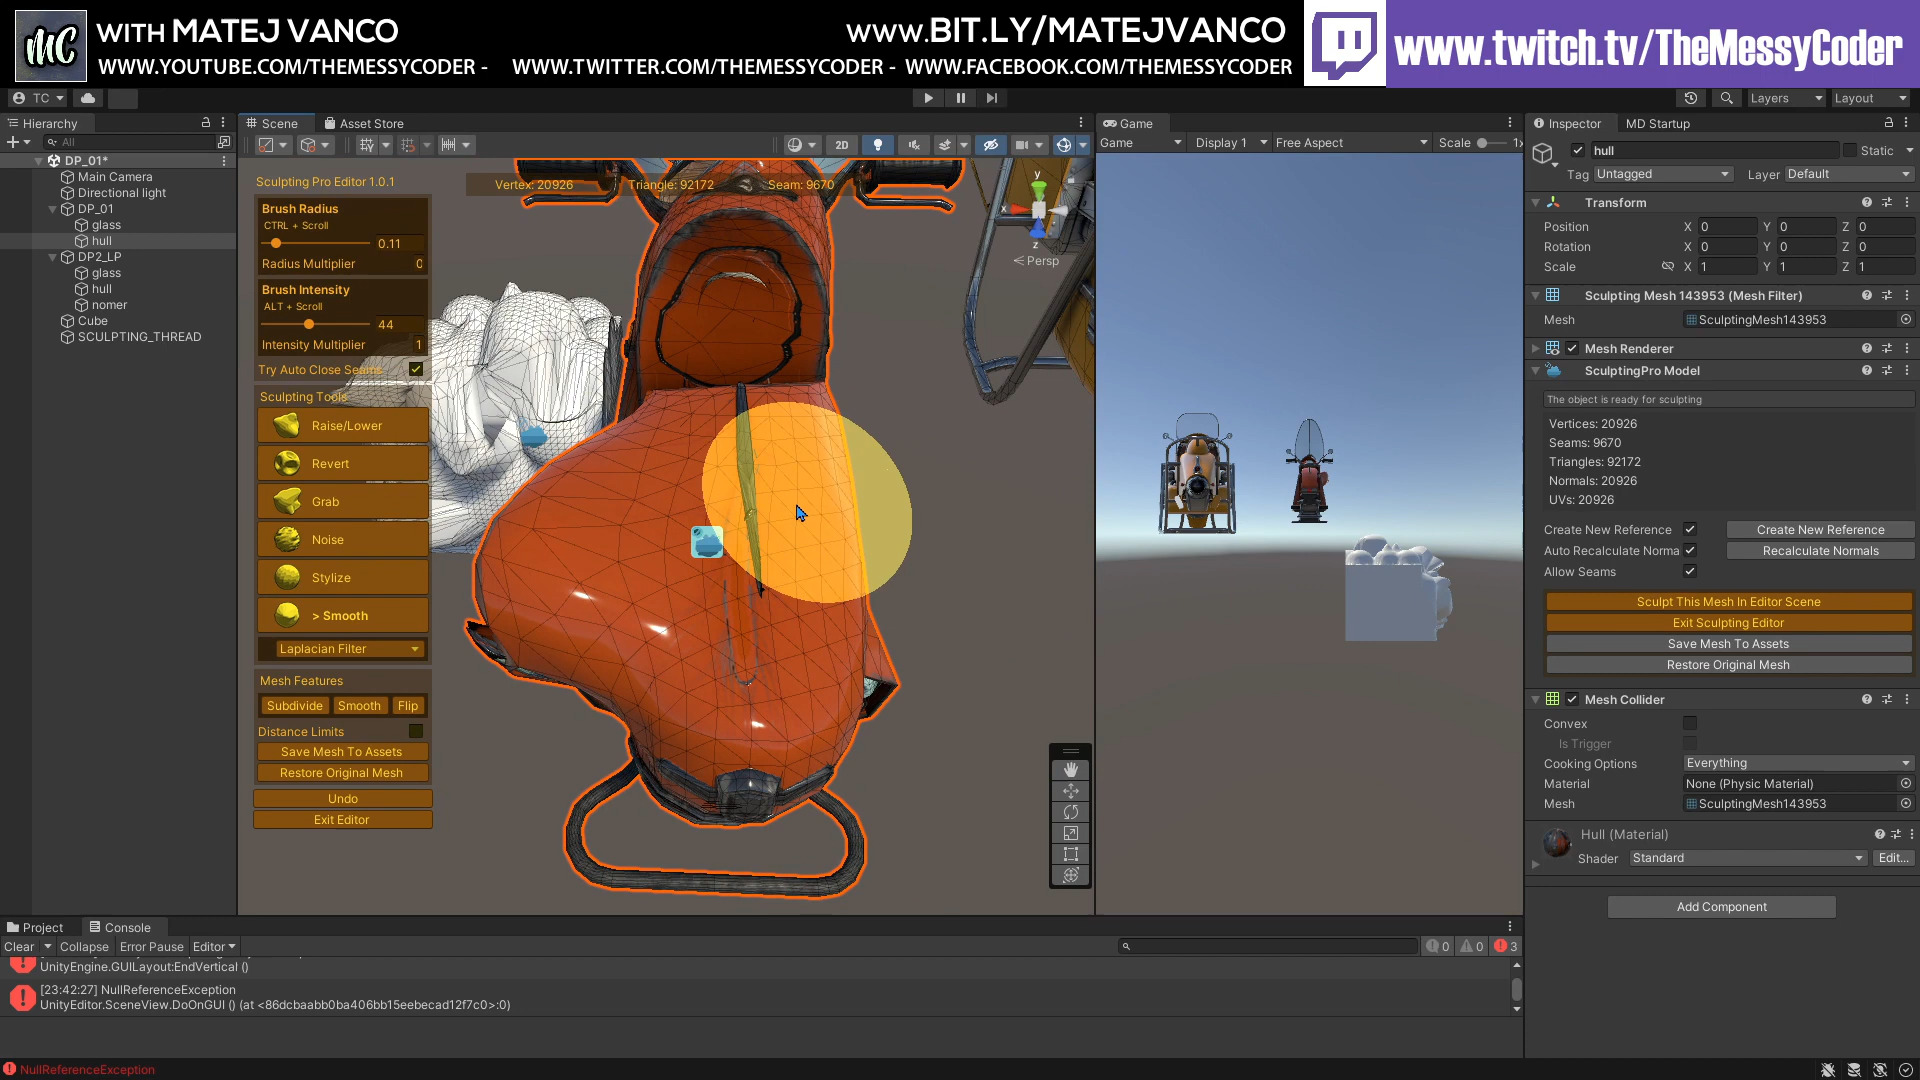 MC
WITH MATEJ VANCO
WWW.BIT.LY/MATEJVANCO
WWW.YOUTUBE.COM/THEMESSYCODER - WWW.TWITTER.COM/THEMESSYCODER - WWW.FACEBOOK.COM/THEMESSYCODER
www.twitch.tv/TheMessyCoder
TC
Layers
Layout
Hierarchy
All
DP_01*
Main Camera
Directional light
DP_01
glass
hull
DP2_LP
glass
hull
nomer
Cube
SCULPTING_THREAD
Scene
Asset Store
2D
Sculpting Pro Editor 1.0.1
Vertex: 20926
Triangle: 92172
Seam: 9670
Brush Radius
CTRL + Scroll
0.11
Radius Multiplier
Brush Intensity
ALT + Scroll
44
Intensity Multiplier 1
Try Auto Close Seams
Sculpting Tools
Raise/Lower
Revert
Grab
Noise
Stylize
> Smooth
Laplacian Filter
Mesh Features
Subdivide
Smooth
Flip
Distance Limits
Save Mesh To Assets
Restore Original Mesh
Undo
Exit Editor
y
x
z
Persp
Game
Game
Display 1
Free Aspect
Scale
1x
Inspector
MD Startup
hull
Static
Tag Untagged
Layer Default
Transform
Position X 0 Y 0 Z 0
Rotation X 0 Y 0 Z 0
Scale X 1 Y 1 Z 1
Sculpting Mesh 143953 (Mesh Filter)
Mesh SculptingMesh143953
Mesh Renderer
SculptingPro Model
The object is ready for sculpting
Vertices: 20926
Seams: 9670
Triangles: 92172
Normals: 20926
UVs: 20926
Create New Reference
Create New Reference
Auto Recalculate Norma
Recalculate Normals
Allow Seams
Sculpt This Mesh In Editor Scene
Exit Sculpting Editor
Save Mesh To Assets
Restore Original Mesh
Mesh Collider
Convex
Is Trigger
Cooking Options Everything
Material None (Physic Material)
Mesh SculptingMesh143953
Hull (Material)
Shader Standard
Edit...
Add Component
Project
Console
Clear
Collapse
Error Pause
Editor
0
0
3
UnityEngine.GUILayout:EndVertical ()
[23:42:27] NullReferenceException
UnityEditor.SceneView.DoOnGUI () (at <86dcbaabb0ba406bb15eebecad12f7c0>:0)
NullReferenceException